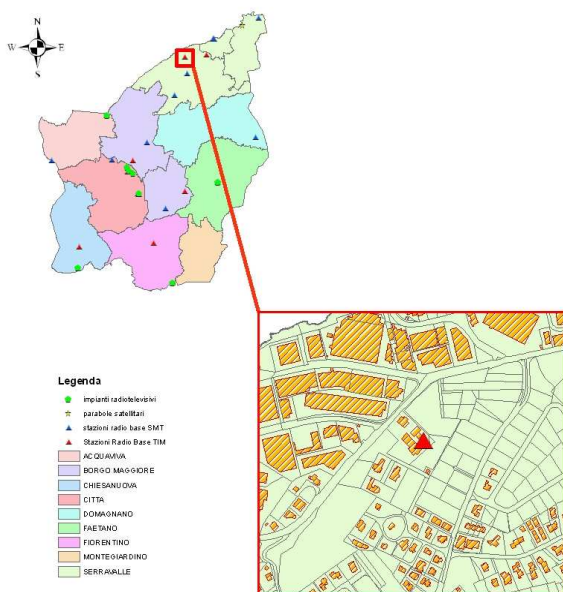 N
W E
S
Legenda
impianti radiotelevisivi
parabole satellitari
stazioni radio base SMT
Stazioni Radio Base TIM
ACQUAVIVA
BORGO MAGGIORE
CHIESANUOVA
CITTA
DOMAGNANO
FAETANO
FIORENTINO
MONTEGIARDINO
SERRAVALLE